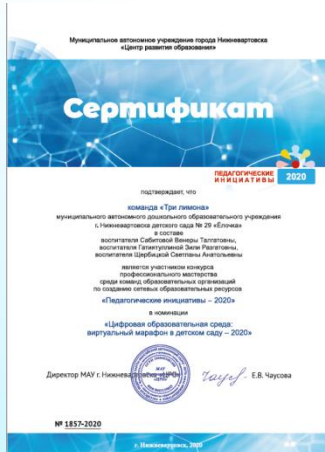 Муниципальное автономное учреждение города Нижневартовска
«Центр развития образования»
Сертификат
ПЕДАГОГИЧЕСКИЕ
ИНИЦИАТИВЫ
2020
подтверждает, что
команда «Три лимона»
муниципального автономного дошкольного образовательного учреждения
г. Нижневартовска детского сада № 29 «Ёлочка»
в составе
воспитателя Сабитовой Венеры Талгатовны,
воспитателя Гатиятуллиной Зили Разгатовны,
воспитателя Щербицкой Светланы Анатольевны
является участником конкурса
профессионального мастерства
среди команд образовательных организаций
по созданию сетевых образовательных ресурсов
«Педагогические инициативы – 2020»
в номинации
«Цифровая образовательная среда:
виртуальный марафон в детском саду – 2020»
Директор МАУ г. Нижневартовска «ЦРО» Е.В. Чаусова
№ 1857-2020
г. Нижневартовск, 2020